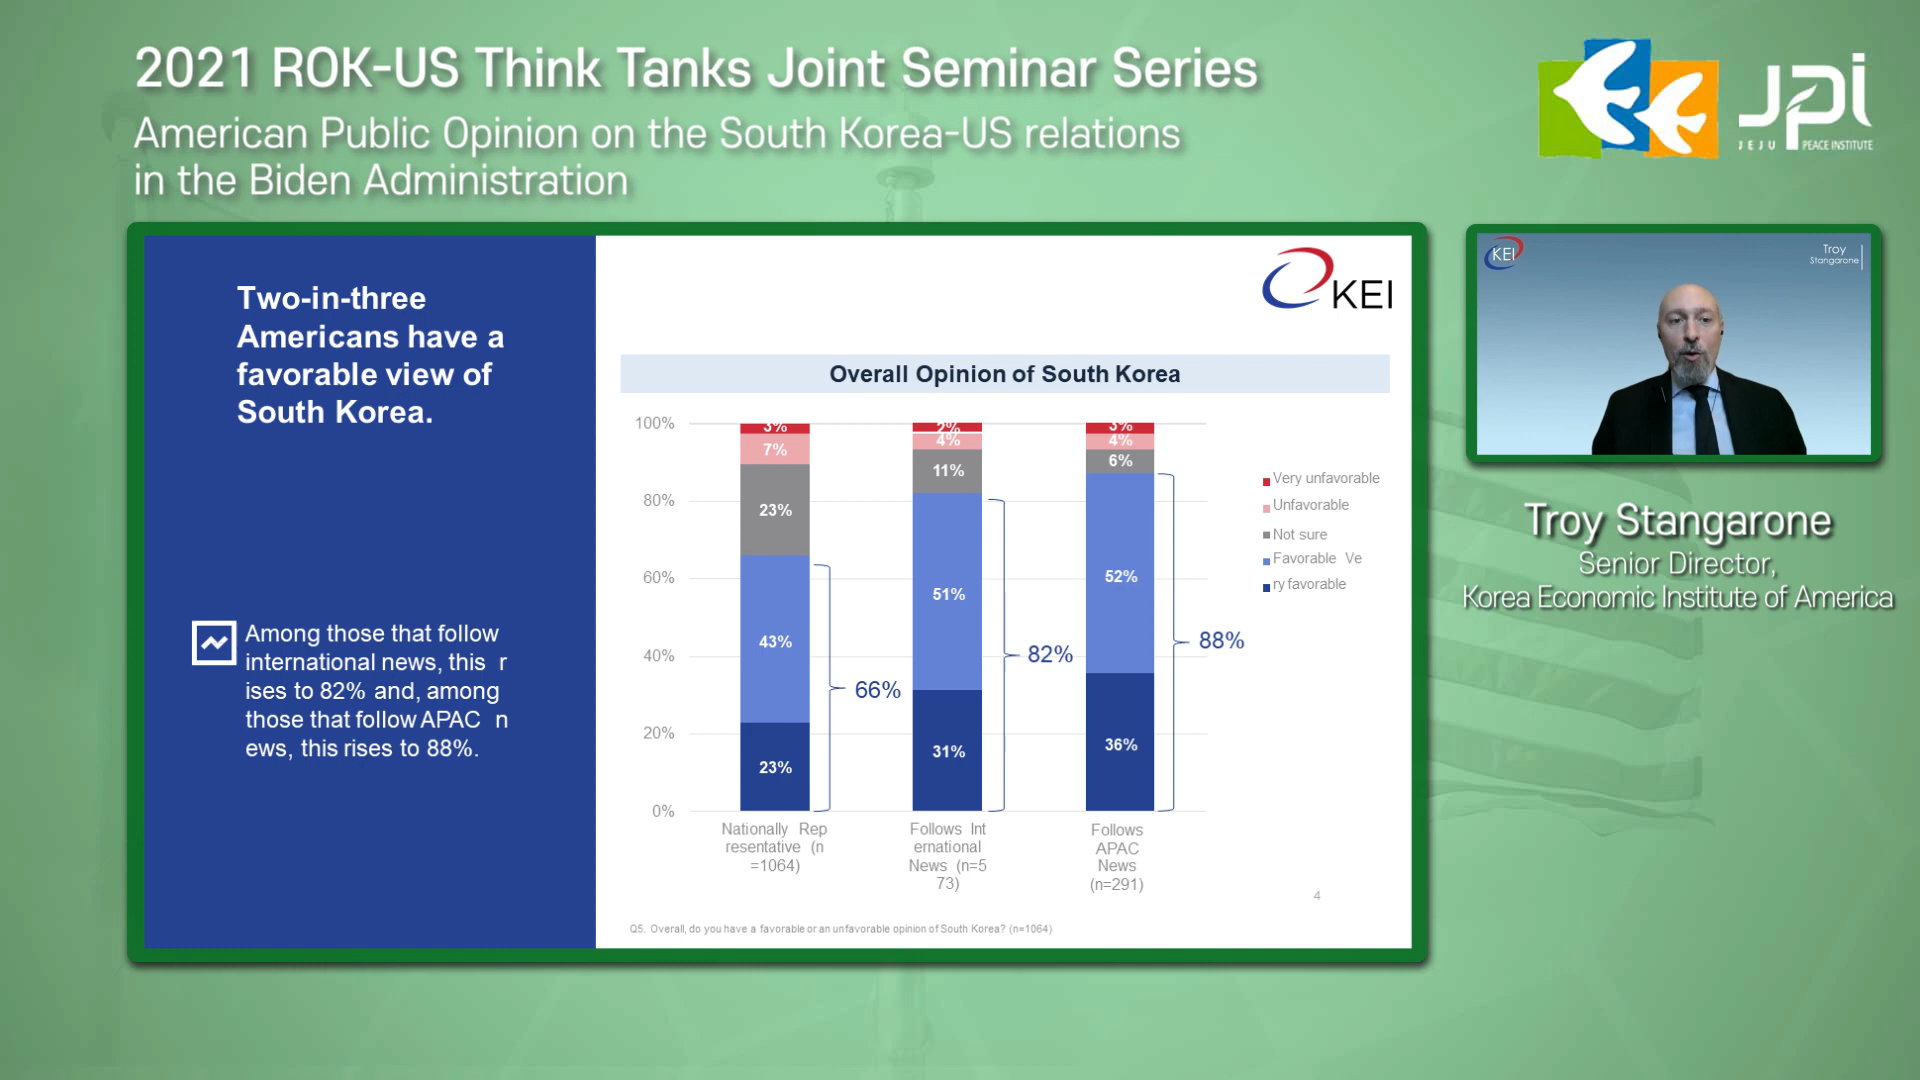 2021 ROK-US Think Tanks Joint Seminar Series
American Public Opinion on the South Korea-US relations
in the Biden Administration
JPI
JEJU PEACE INSTITUTE
Two-in-three
Americans have a
favorable view of
South Korea.
Among those that follow
international news, this r
ises to 82% and, among
those that follow APAC n
ews, this rises to 88%.
KEI
Overall Opinion of South Korea
100%
80%
60%
40%
20%
0%
3%
7%
23%
43%
23%
66%
2%
4%
11%
51%
31%
82%
3%
4%
6%
52%
36%
88%
Very unfavorable
Unfavorable
Not sure
Favorable Ve
ry favorable
Nationally Rep
resentative (n
=1064)
Follows Int
ernational
News (n=5
73)
Follows
APAC
News
(n=291)
4
Q5. Overall, do you have a favorable or an unfavorable opinion of South Korea? (n=1064)
KEI
Troy
Stangarone
Troy Stangarone
Senior Director,
Korea Economic Institute of America